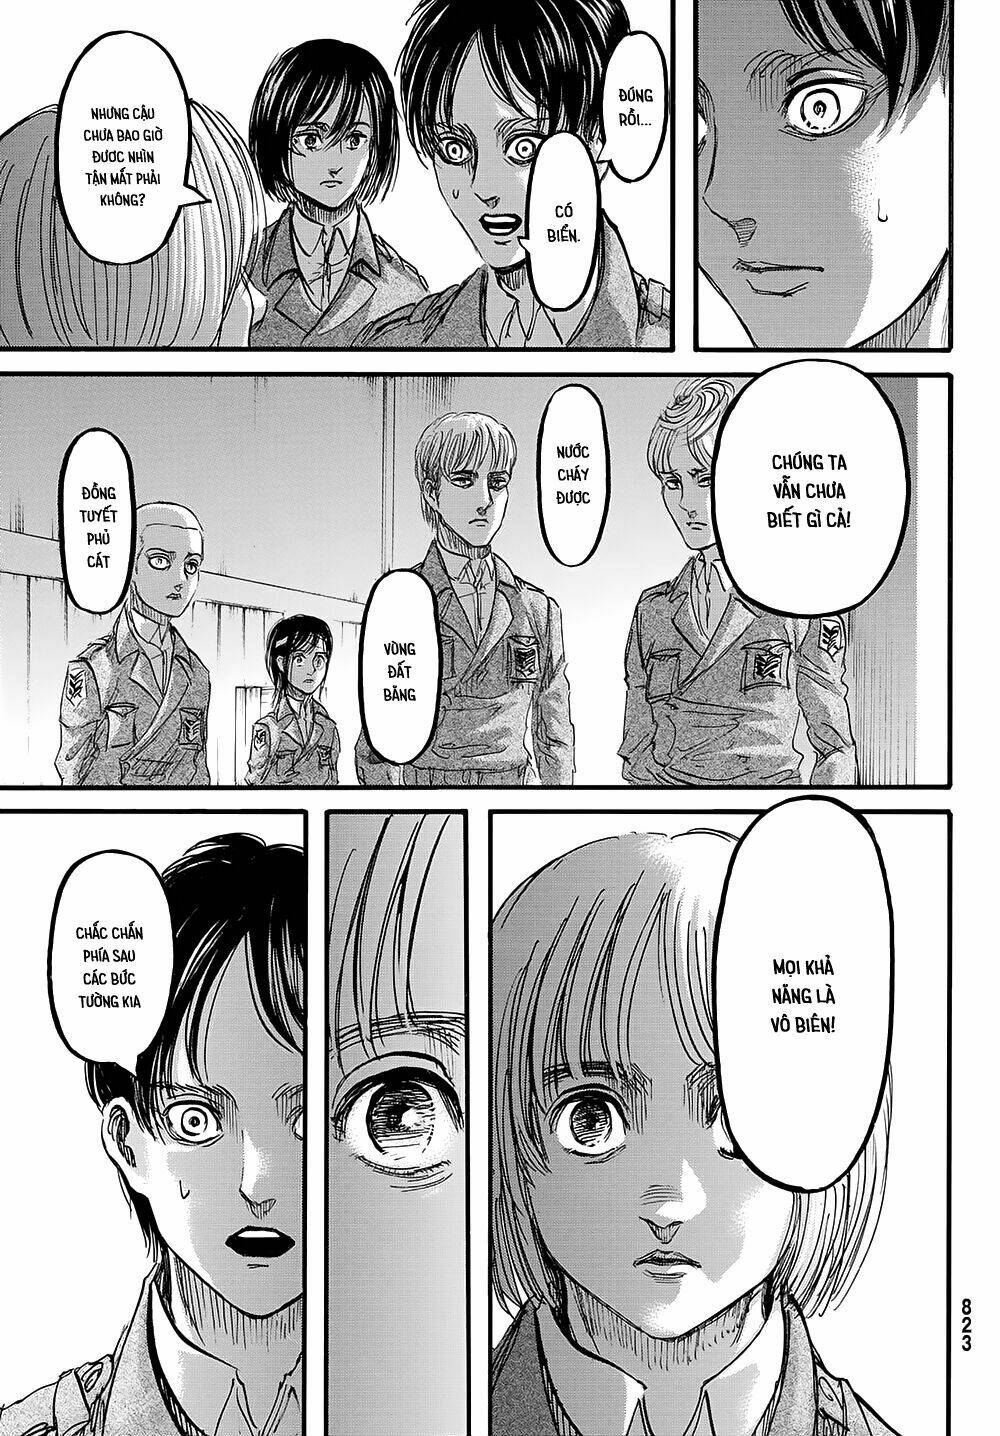 ĐÚNG
RỒI...
CÓ
BIỂN.
NHƯNG CẬU
CHƯA BAO GIỜ
ĐƯƠC NHÌN
TẬN MẮT PHẢI
KHÔNG?
CHÚNG TA
VẪN CHƯA
BIẾT GÌ CẢ!
NƯỚC
CHÁY
ĐƯỢC
VÙNG
ĐẤT
BĂNG
ĐỒNG
TUYẾT
PHỦ
CÁT
MỌI KHẢ
NĂNG LÀ
VÔ BIÊN!
CHẮC CHẮN
PHÍA SAU
CÁC BỨC
TƯỜNG KIA
823